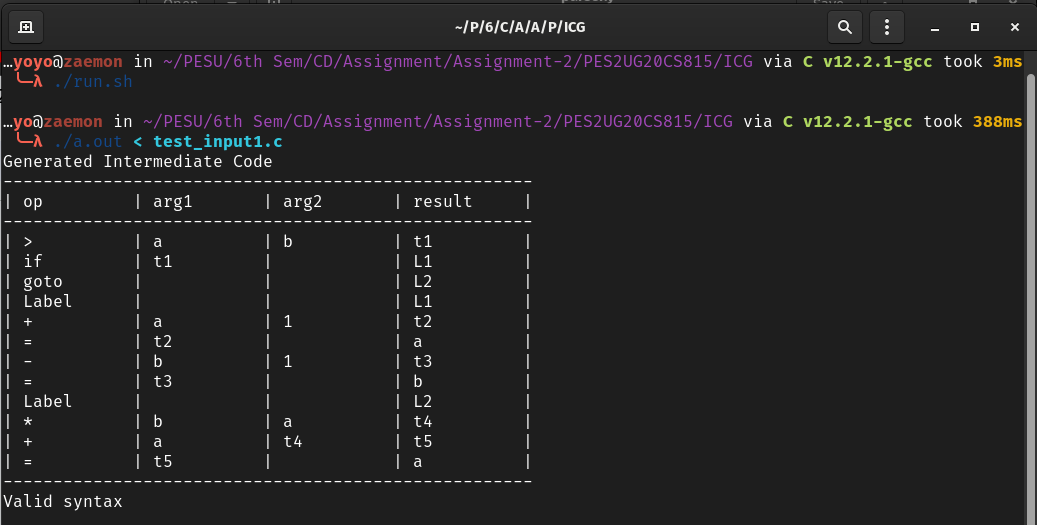 ~/P/6/C/A/A/P/ICG
…yoyo@zaemon in ~/PESU/6th Sem/CD/Assignment/Assignment-2/PES2UG20CS815/ICG via C v12.2.1-gcc took 3ms
╰─λ ./run.sh
…yo@zaemon in ~/PESU/6th Sem/CD/Assignment/Assignment-2/PES2UG20CS815/ICG via C v12.2.1-gcc took 388ms
╰─λ ./a.out < test_input1.c
Generated Intermediate Code
-----------------------------------------------------
| op         | arg1       | arg2       | result     |
-----------------------------------------------------
| >          | a          | b          | t1         |
| if         | t1         |            | L1         |
| goto       |            |            | L2         |
| Label      |            |            | L1         |
| +          | a          | 1          | t2         |
| =          | t2         |            | a          |
| -          | b          | 1          | t3         |
| =          | t3         |            | b          |
| Label      |            |            | L2         |
| *          | b          | a          | t4         |
| +          | a          | t4         | t5         |
| =          | t5         |            | a          |
-----------------------------------------------------
Valid syntax